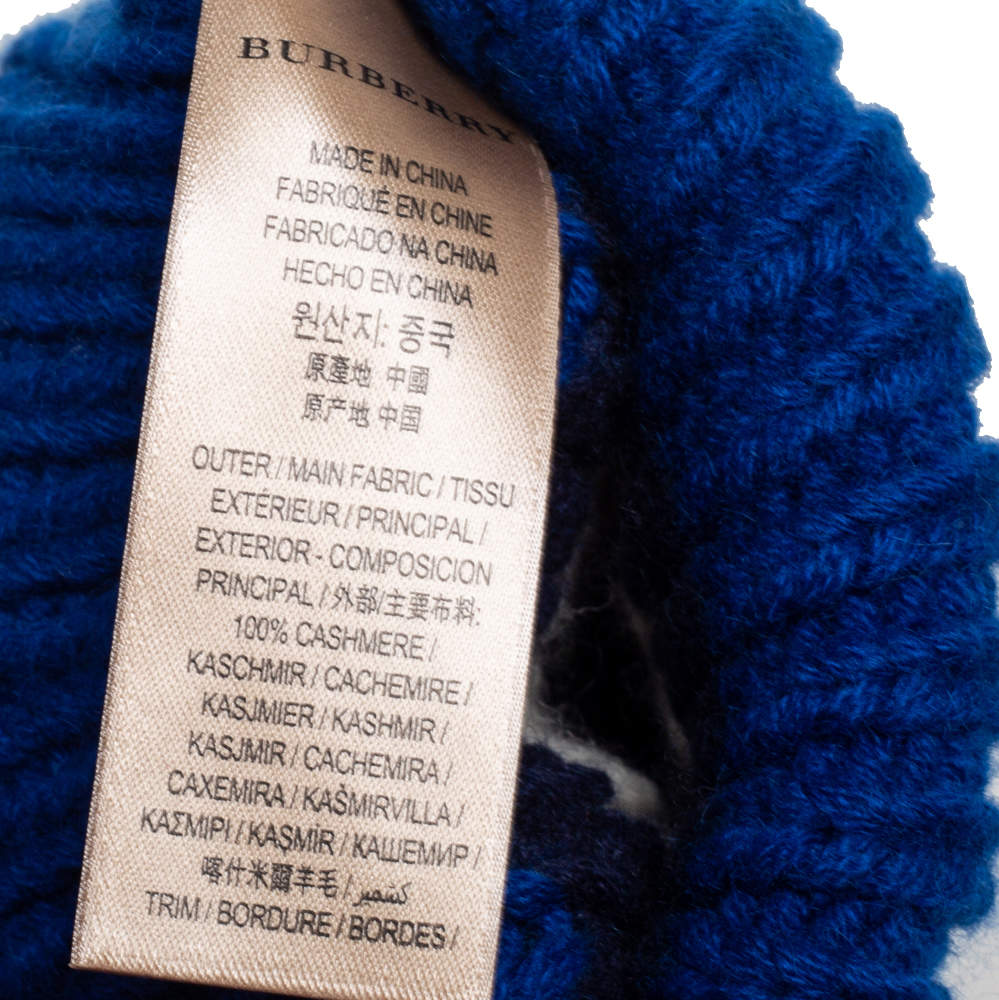 BURBERRY
MADE IN CHINA
FABRIQUÉ EN CHINE
FABRICADO NA CHINA
HECHO EN CHINA
원산지: 중국
原產地 中國
原产地 中国
OUTER / MAIN FABRIC / TISSU
EXTÉRIEUR / PRINCIPAL /
EXTERIOR - COMPOSICION
PRINCIPAL / 外部/主要布料:
100% CASHMERE /
KASCHMIR / CACHEMIRE /
KASJMIER / KASHMIR /
KASJMIR / CACHEMIRA /
CAXEMIRA / KAŠMIRVILLA /
ΚΑΣΜΙΡΙ / KAŞMİR / КАШЕМИР /
喀什米爾羊毛 / كشمير /
TRIM / BORDURE / BORDES /